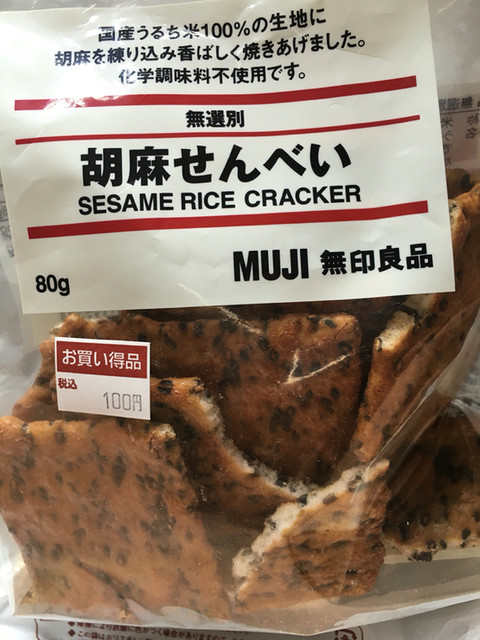 国産うるち米100%の生地に
胡麻を練り込み香ばしく焼きあげました。
化学調味料不使用です。
無選別
胡麻せんべい
SESAME RICE CRACKER
80g
MUJI 無印良品
お買い得品
税込
100円